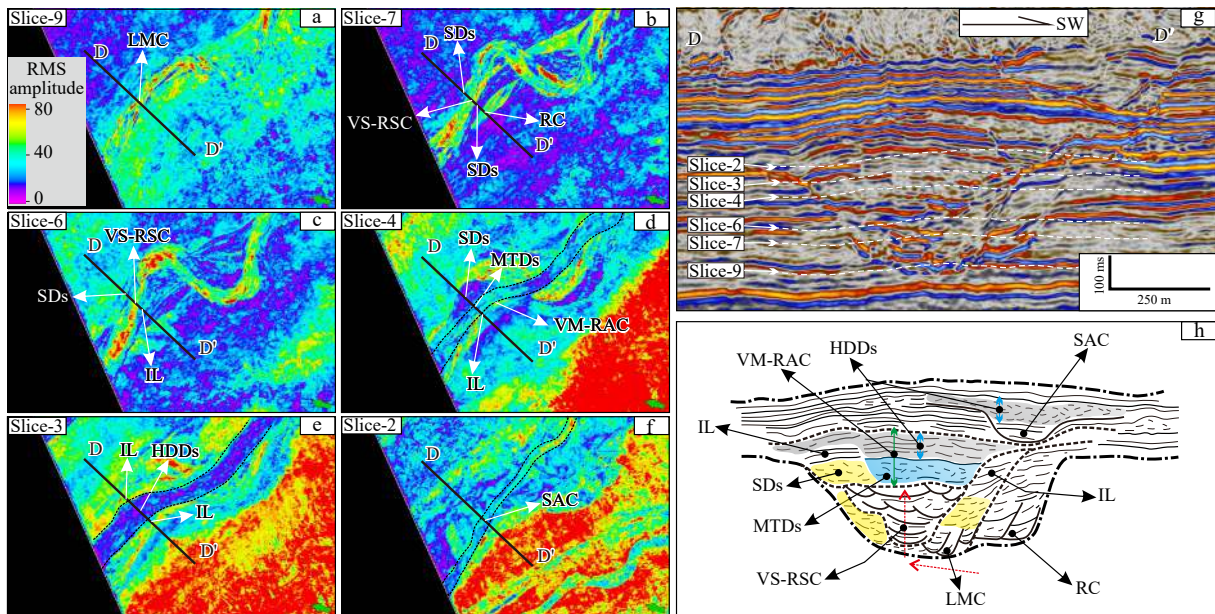 Slice-9
a
D
LMC
RMS
amplitude
80
40
0
D'
Slice-7
b
D
SDs
VS-RSC
RC
D'
SDs
Slice-6
c
D
VS-RSC
SDs
D'
IL
Slice-4
d
D
SDs
MTDs
VM-RAC
D'
IL
Slice-3
e
D
IL
HDDs
IL
D'
Slice-2
f
D
SAC
D'
g
D
SW
D'
Slice-2
Slice-3
Slice-4
Slice-6
Slice-7
Slice-9
100 ms
250 m
h
VM-RAC
HDDs
SAC
IL
SDs
IL
MTDs
VS-RSC
LMC
RC